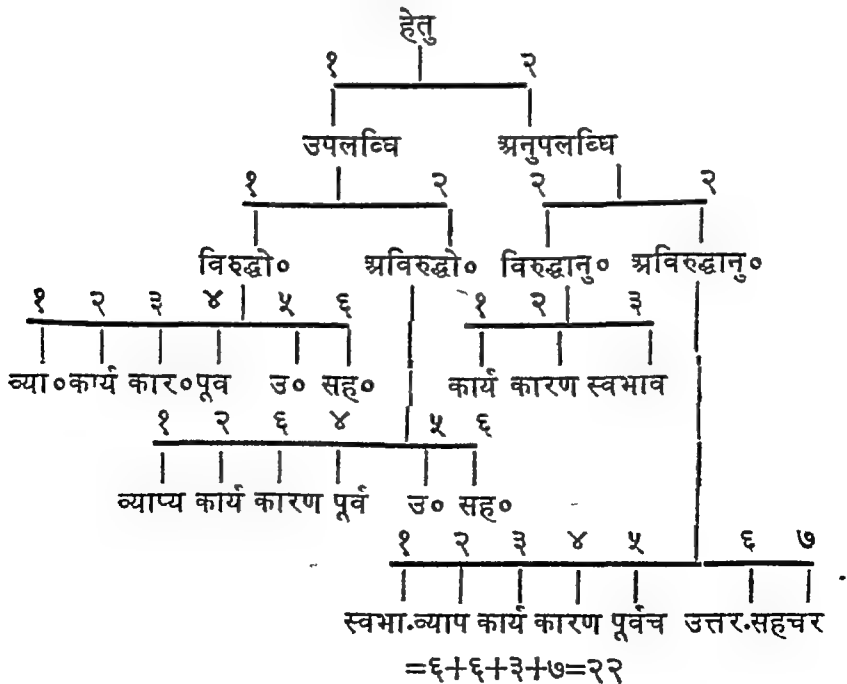 हेतु
१ २
उपलब्धि अनुपलब्धि
१ २ २ २
विरुद्धो० अविरुद्धो० विरुद्धानु० अविरुद्धानु०
१ २ ३ ४ ५ ६ १ २ ३
व्या० कार्य कार० पूव उ० सह० कार्य कारण स्वभाव
१ २ ६ ४ ५ ६
व्याप्य कार्य कारण पूर्व उ० सह०
१ २ ३ ४ ५ ६ ७
स्वभा. व्याप कार्य कारण पूर्वच उत्तर. सहचर
=६+६+३+७=२२